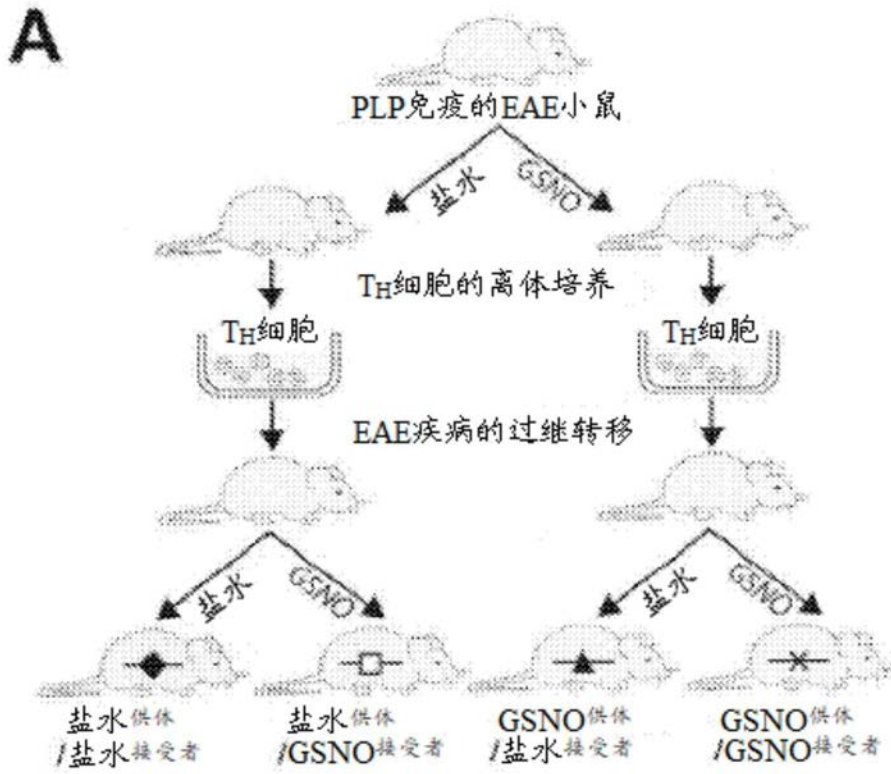 A
PLP免疫的EAE小鼠
盐水 GSNO
TH细胞的离体培养
TH细胞 TH细胞
EAE疾病的过继转移
盐水 GSNO 盐水 GSNO
盐水供体 盐水供体 GSNO供体 GSNO供体
/盐水接受者 /GSNO接受者 /盐水接受者 /GSNO接受者